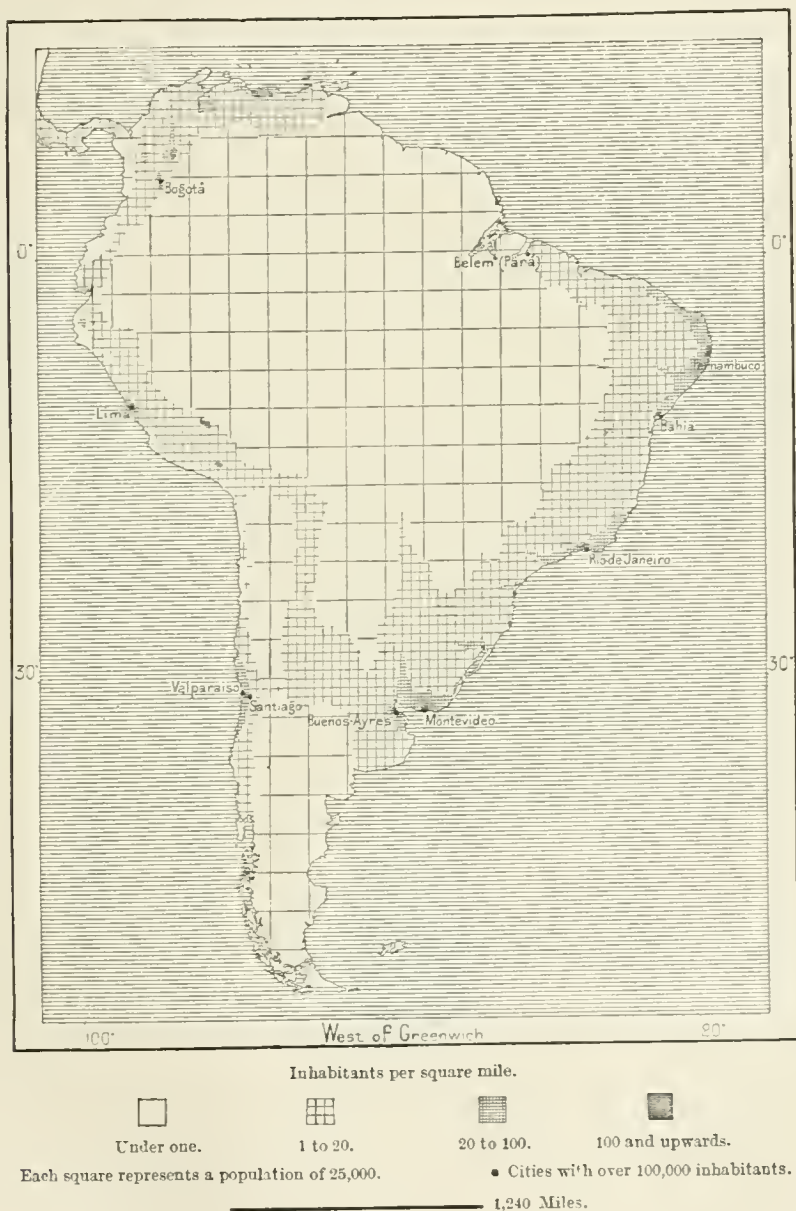 Bogotá
0°
0°
Belem (Pará)
Pernambuco
Lima
Bahia
Rio de Janeiro
30°
30°
Valparaiso
Santiago
Buenos-Ayres
Montevideo
100°
West of Greenwich
Inhabitants per square mile.
Under one.
1 to 20.
20 to 100.
100 and upwards.
Each square represents a population of 25,000.
Cities with over 100,000 inhabitants.
1,240 Miles.